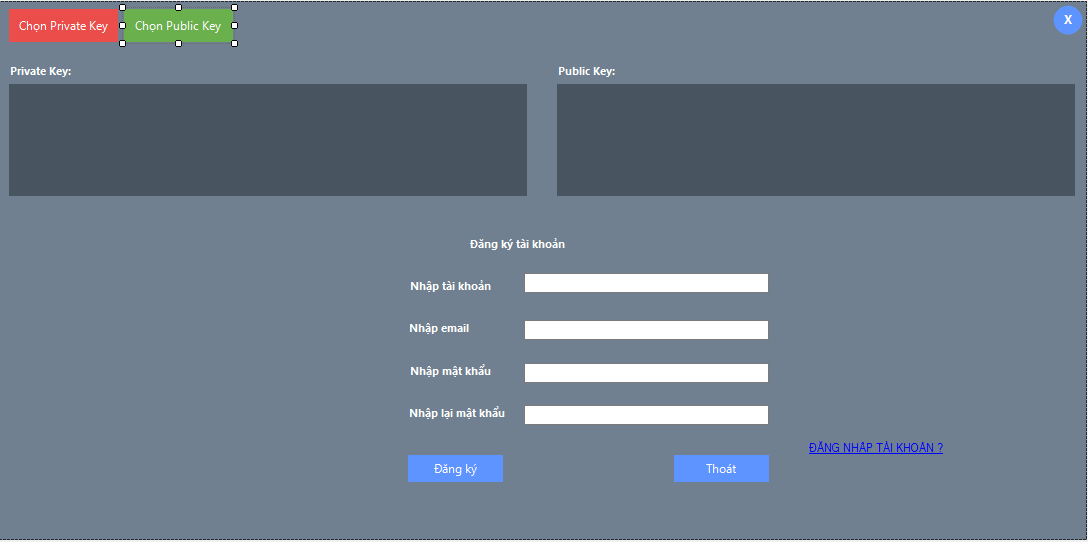 Chọn Private Key
Chọn Public Key
X
Private Key:
Public Key:
Đăng ký tài khoản
Nhập tài khoản
Nhập email
Nhập mật khẩu
Nhập lại mật khẩu
ĐĂNG NHẬP TÀI KHOẢN ?
Đăng ký
Thoát